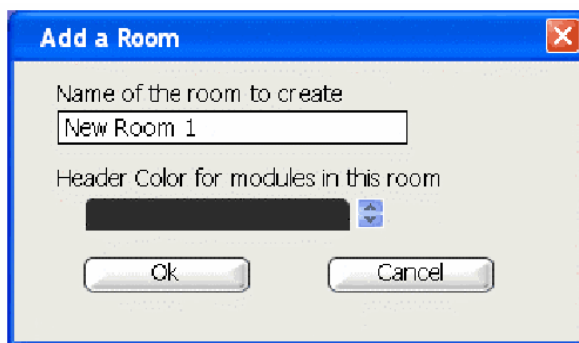 Add a Room
Name of the room to create
New Room 1
Header Color for modules in this room
Ok
Cancel